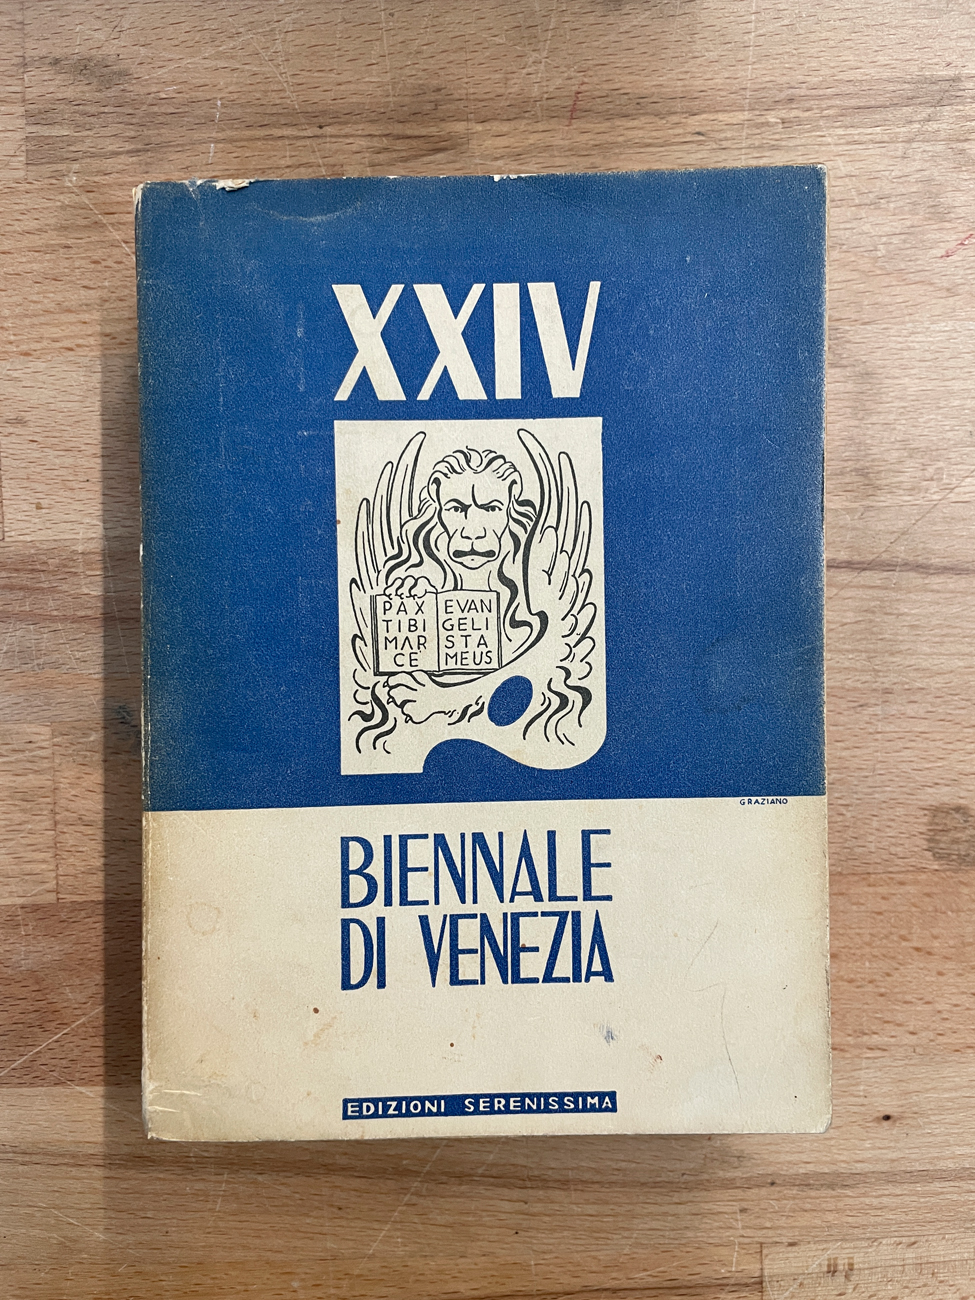 XXIV
PAX
TIBI
MAR
CE
EVAN
GELI
STA
MEUS
GRAZIANO
BIENNALE
DI VENEZIA
EDIZIONI SERENISSIMA